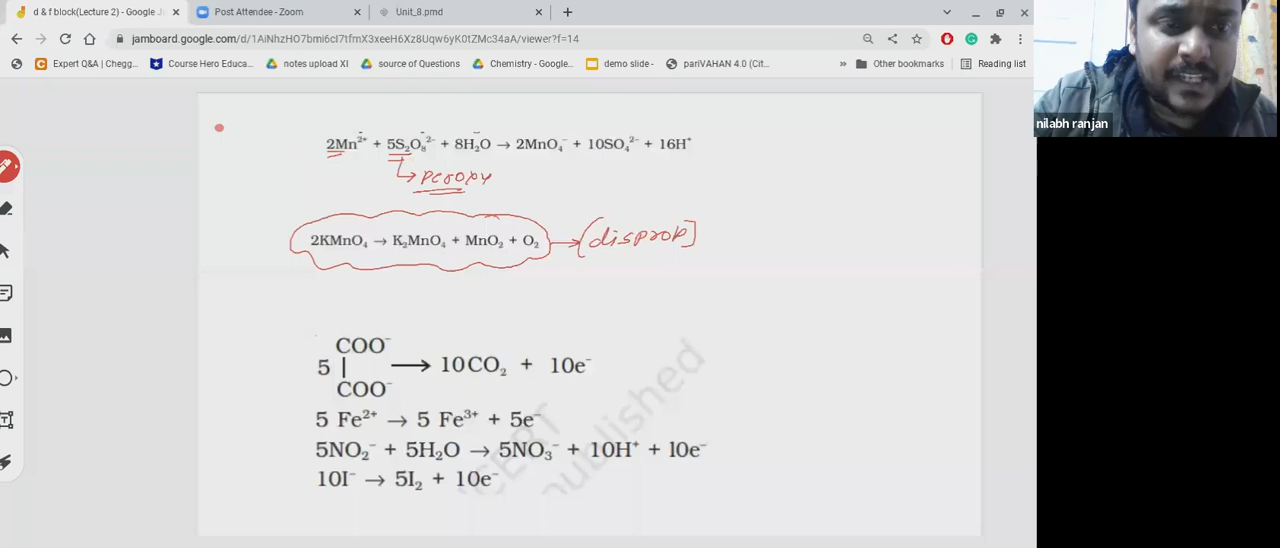 d & f block(Lecture 2) - Google J
Post Attendee - Zoom
Unit_8.pmd
jamboard.google.com/d/1AiNhzHO7bmi6cI7tfmX3xeeH6Xz8Uqw6yK0tZMc34aA/viewer?f=14
Expert Q&A | Chegg...
Course Hero Educa...
notes upload XI
source of Questions
Chemistry - Google...
demo slide -
pariVAHAN 4.0 (Cit...
»
Other bookmarks
Reading list
nilabh ranjan
2Mn²⁺ + 5S₂O₈²⁻ + 8H₂O → 2MnO₄⁻ + 10SO₄²⁻ + 16H⁺
peroxy
2KMnO₄ → K₂MnO₄ + MnO₂ + O₂ → (disprop]
COO⁻
5 | → 10CO₂ + 10e⁻
COO⁻
5 Fe²⁺ → 5 Fe³⁺ + 5e⁻
5NO₂⁻ + 5H₂O → 5NO₃⁻ + 10H⁺ + 10e⁻
10I⁻ → 5I₂ + 10e⁻
published